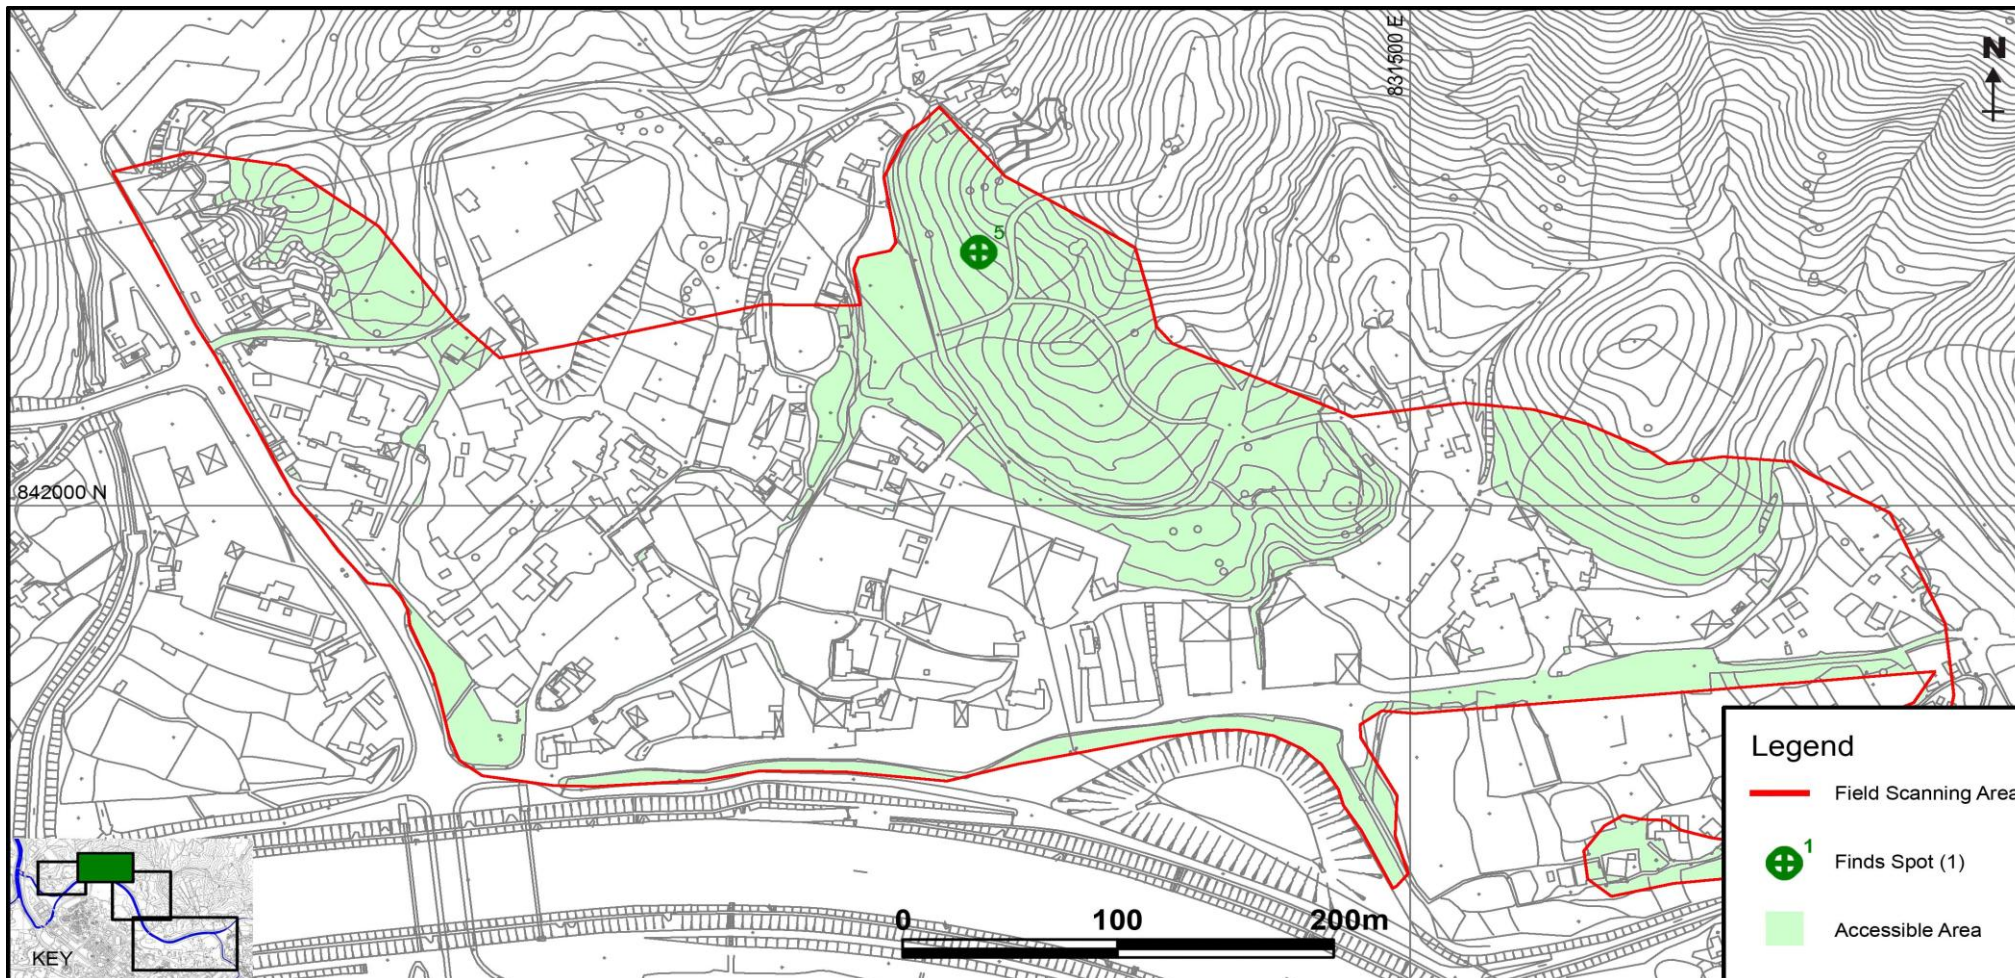 831500 E
N
5
842000 N
Legend
Field Scanning Area
1
Finds Spot (1)
Accessible Area
0 100 200m
KEY